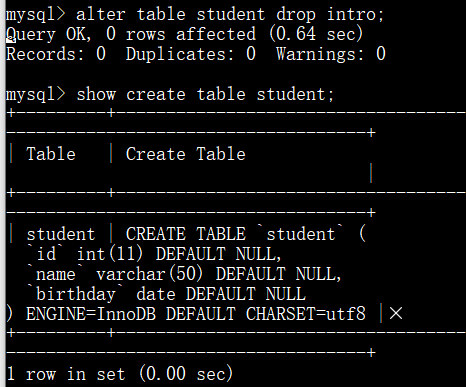 mysql> alter table student drop intro;
Query OK, 0 rows affected (0.64 sec)
Records: 0  Duplicates: 0  Warnings: 0

mysql> show create table student;
+---------+-----------------------------------
------------------------------------+
| Table   | Create Table
                                    |
+---------+-----------------------------------
------------------------------------+
| student | CREATE TABLE `student` (
  `id` int(11) DEFAULT NULL,
  `name` varchar(50) DEFAULT NULL,
  `birthday` date DEFAULT NULL
) ENGINE=InnoDB DEFAULT CHARSET=utf8 |×
+---------+-----------------------------------
------------------------------------+
1 row in set (0.00 sec)